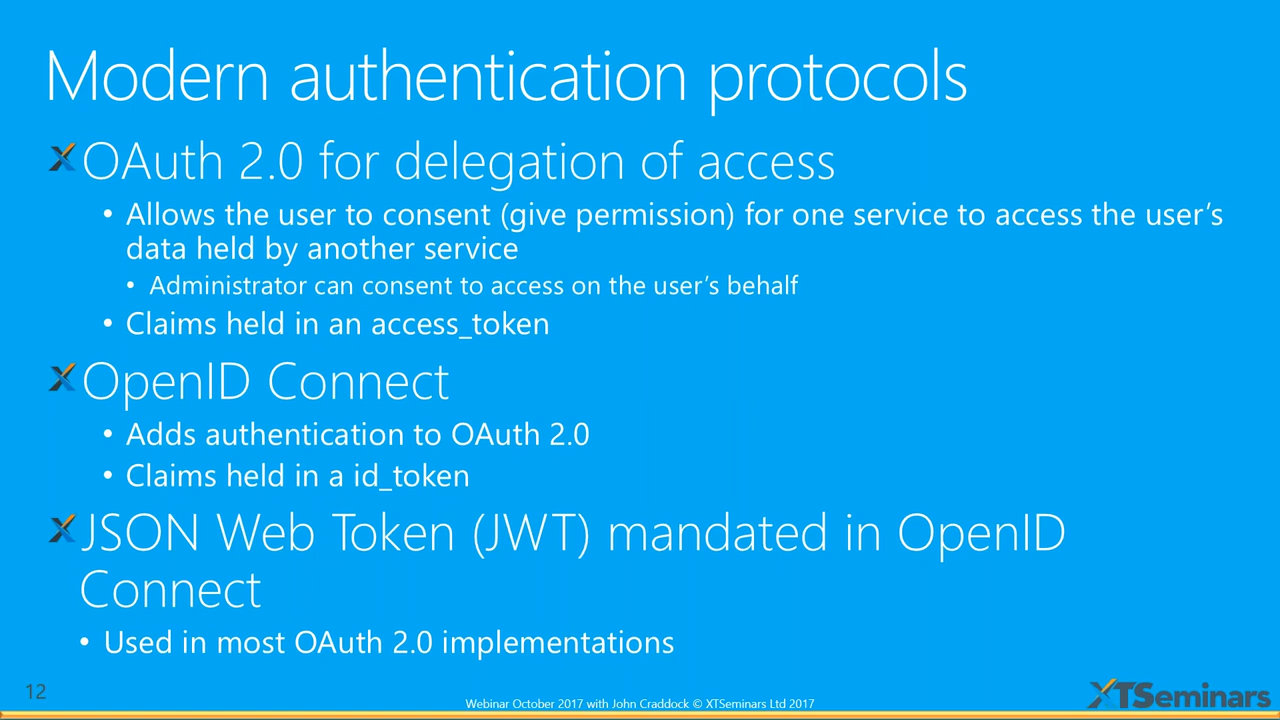 Modern authentication protocols
OAuth 2.0 for delegation of access
• Allows the user to consent (give permission) for one service to access the user’s
data held by another service
• Administrator can consent to access on the user’s behalf
• Claims held in an access_token
OpenID Connect
• Adds authentication to OAuth 2.0
• Claims held in a id_token
JSON Web Token (JWT) mandated in OpenID
Connect
• Used in most OAuth 2.0 implementations
12
Webinar October 2017 with John Craddock © XTSeminars Ltd 2017
XTSeminars